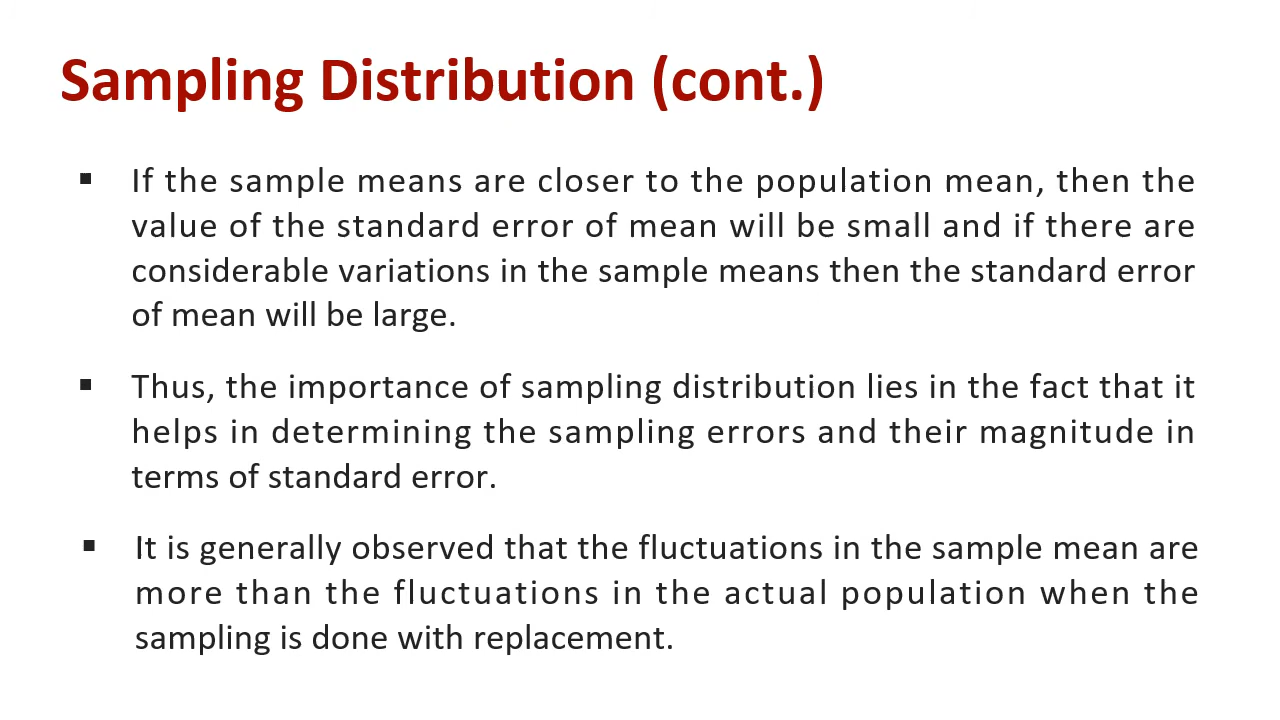 Sampling Distribution (cont.)
▪ If the sample means are closer to the population mean, then the
value of the standard error of mean will be small and if there are
considerable variations in the sample means then the standard error
of mean will be large.
▪ Thus, the importance of sampling distribution lies in the fact that it
helps in determining the sampling errors and their magnitude in
terms of standard error.
▪ It is generally observed that the fluctuations in the sample mean are
more than the fluctuations in the actual population when the
sampling is done with replacement.